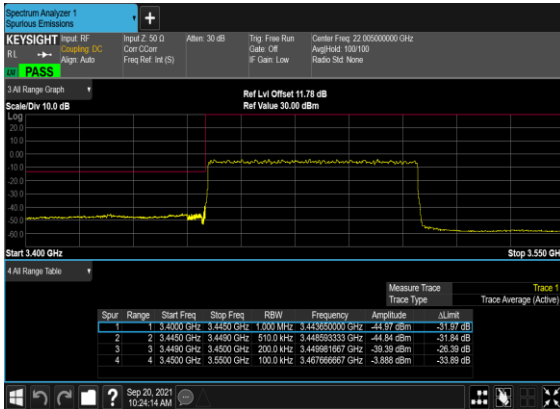 Spectrum Analyzer 1
Spurious Emissions
+
KEYSIGHT Input: RF Input Z: 50 Ω Atten: 30 dB Trig: Free Run Center Freq: 22.005000000 GHz
RL Coupling: DC Corr CCorr Gate: Off Avg|Hold: 100/100
Align: Auto Freq Ref: Int (S) IF Gain: Low Radio Std: None
PASS
3 All Range Graph
Ref Lvl Offset 11.78 dB
Scale/Div 10.0 dB Ref Value 30.00 dBm
Log
20.0
10.0
0.00
-10.0
-20.0
-30.0
-40.0
-50.0
-60.0
Start 3.400 GHz Stop 3.550 GH
4 All Range Table
Measure Trace Trace 1
Trace Type Trace Average (Active)
Spur Range Start Freq Stop Freq RBW Frequency Amplitude ΔLimit
1 1 3.4000 GHz 3.4450 GHz 1.000 MHz 3.443650000 GHz -44.97 dBm -31.97 dB
2 2 3.4450 GHz 3.4490 GHz 510.0 kHz 3.448593333 GHz -44.84 dBm -31.84 dB
3 3 3.4490 GHz 3.4500 GHz 200.0 kHz 3.449981667 GHz -39.39 dBm -26.39 dB
4 4 3.4500 GHz 3.5500 GHz 100.0 kHz 3.467666667 GHz -3.888 dBm -33.89 dB
? Sep 20, 2021
10:24:14 AM